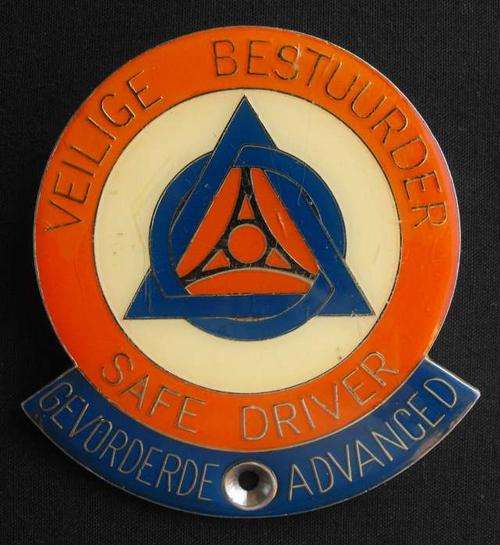 VEILIGE BESTUURDER
SAFE DRIVER
GEVORDERDE ADVANCED